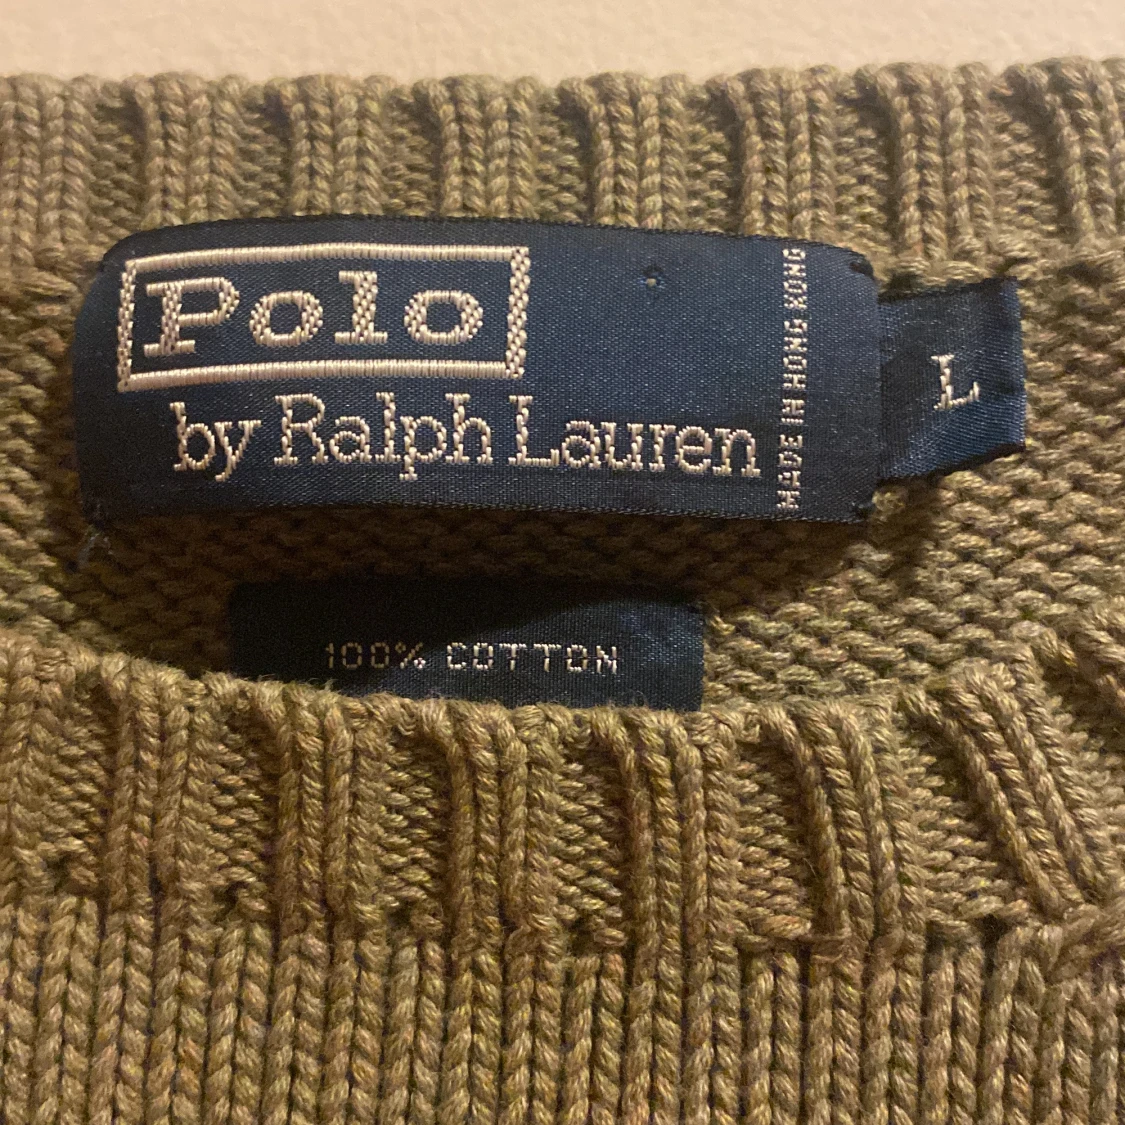 Polo
by Ralph Lauren
MADE IN HONG KONG
L
100% COTTON